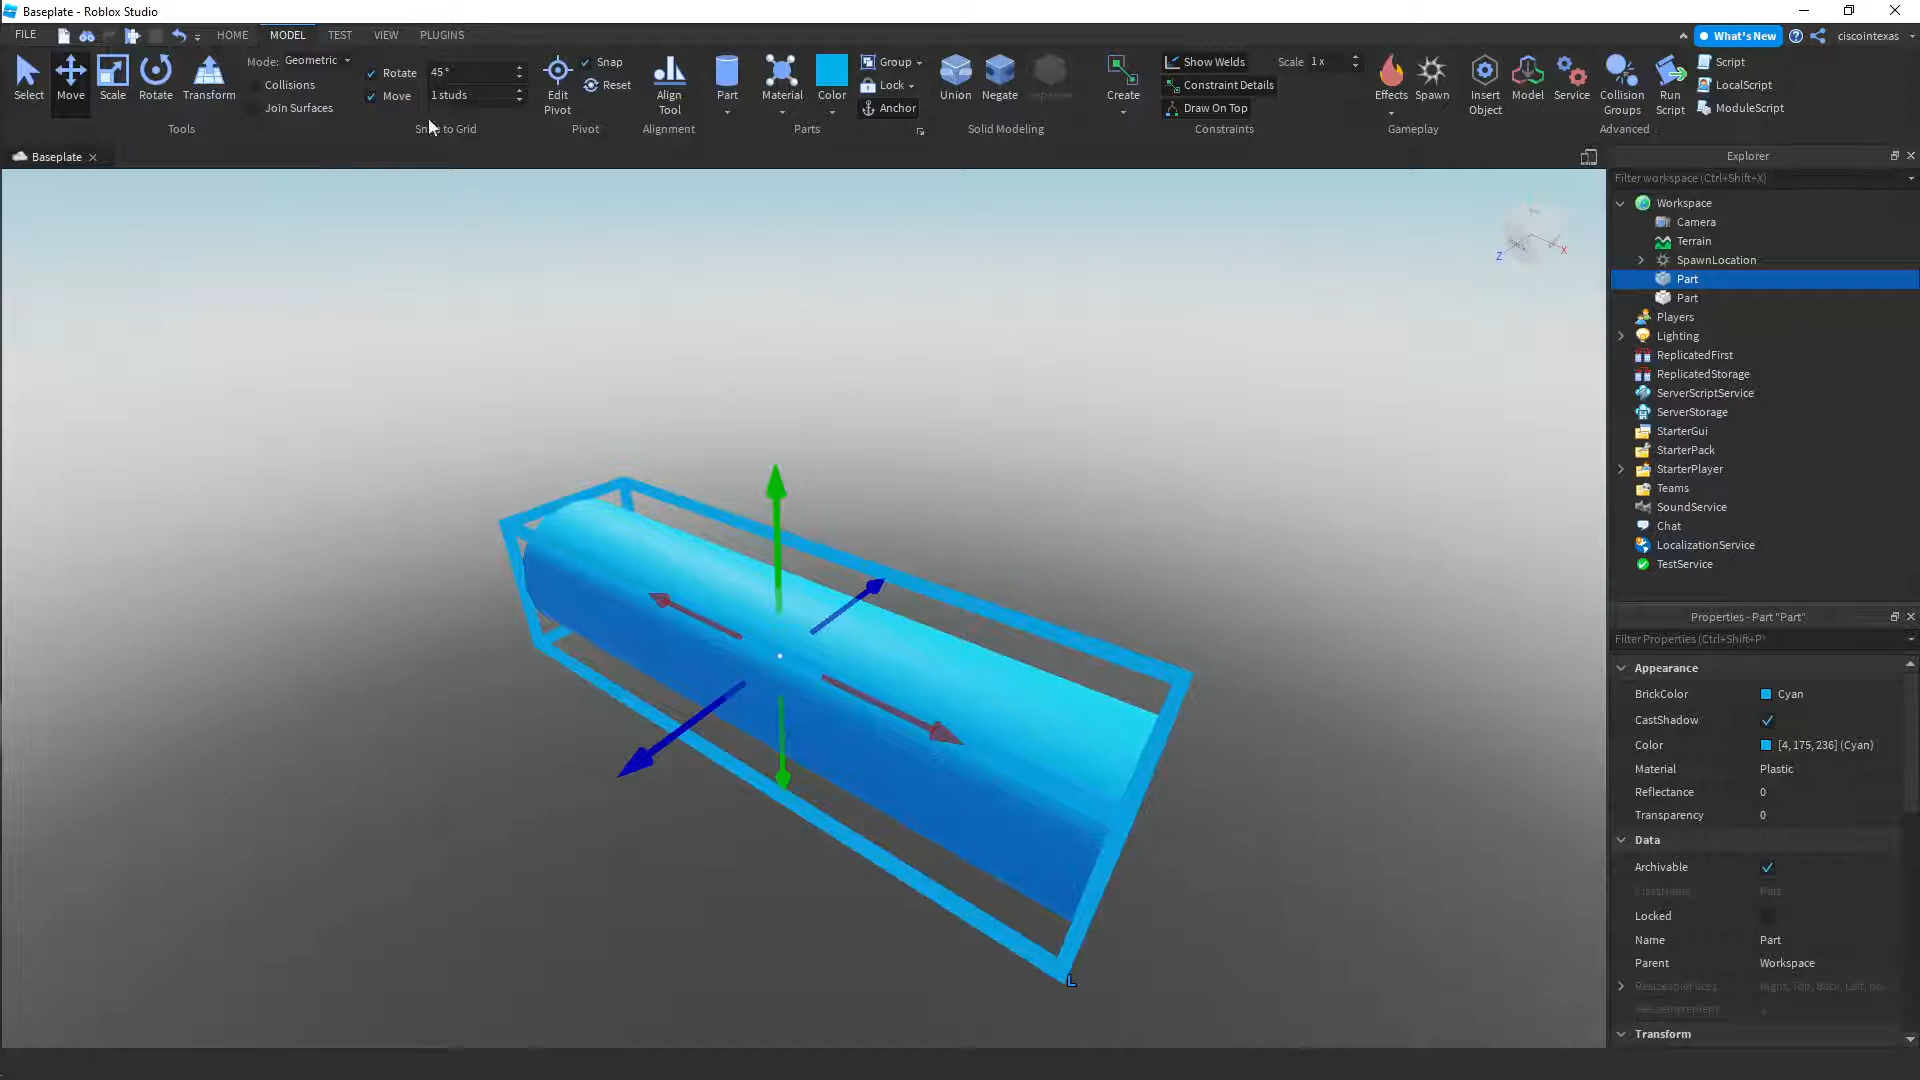 Baseplate - Roblox Studio
FILE HOME MODEL TEST VIEW PLUGINS
What's New
ciscointexas
Select
Move
Scale
Rotate
Transform
Mode: Geometric
Collisions
Join Surfaces
Tools
Rotate 45°
Move 1 studs
Snap to Grid
Edit Pivot
Snap
Reset
Pivot
Align Tool
Alignment
Part
Material
Color
Group
Lock
Anchor
Parts
Union
Negate
Solid Modeling
Create
Show Welds
Scale 1 x
Constraint Details
Draw On Top
Constraints
Effects
Spawn
Gameplay
Insert Object
Model
Service
Collision Groups
Run Script
Script
LocalScript
ModuleScript
Advanced
Baseplate
Z
X
Explorer
Filter workspace (Ctrl+Shift+X)
Workspace
Camera
Terrain
SpawnLocation
Part
Part
Players
Lighting
ReplicatedFirst
ReplicatedStorage
ServerScriptService
ServerStorage
StarterGui
StarterPack
StarterPlayer
Teams
SoundService
Chat
LocalizationService
TestService
Properties - Part "Part"
Filter Properties (Ctrl+Shift+P)
Appearance
BrickColor Cyan
CastShadow
Color [4, 175, 236] (Cyan)
Material Plastic
Reflectance 0
Transparency 0
Data
Archivable
ClassName Part
Locked
Name Part
Parent Workspace
Transform
L